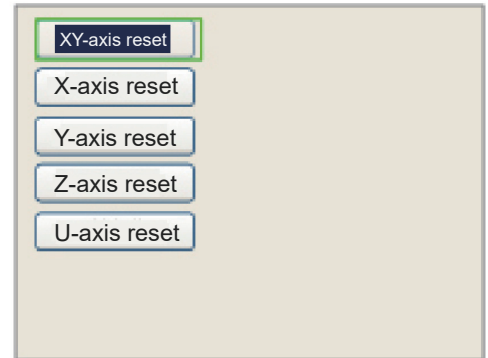 XY-axis reset
X-axis reset
Y-axis reset
Z-axis reset
U-axis reset